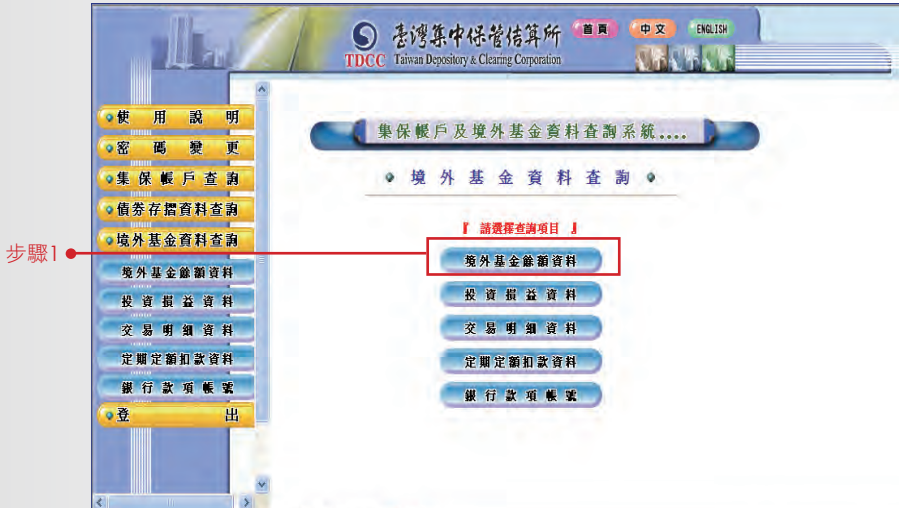 臺灣集中保管結算所
TDCC Taiwan Depository & Clearing Corporation
首頁
中文
ENGLISH
使用說明
密碼變更
集保帳戶查詢
債券存摺資料查詢
境外基金資料查詢
境外基金餘額資料
投資損益資料
交易明細資料
定期定額扣款資料
銀行款項帳號
登出
集保帳戶及境外基金資料查詢系統....
境外基金資料查詢
『 請選擇查詢項目 』
步驟1
境外基金餘額資料
投資損益資料
交易明細資料
定期定額扣款資料
銀行款項帳號